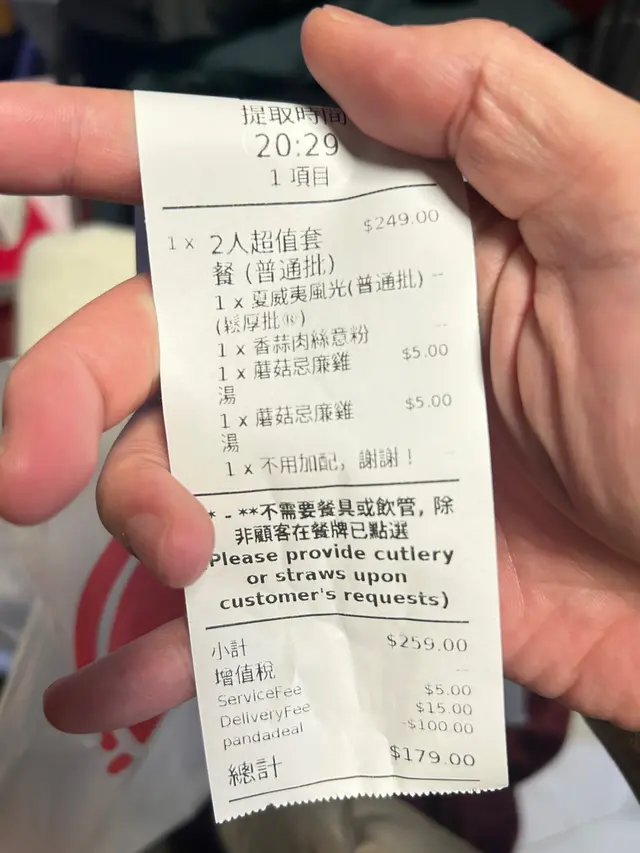 提取時間
20:29
1 項目
1 x 2人超值套 $249.00
餐 (普通批)
1 x 夏威夷風光(普通批) --
(鬆厚批®)
1 x 香蒜肉絲意粉 --
1 x 蘑菇忌廉雞 $5.00
湯
1 x 蘑菇忌廉雞 $5.00
湯
1 x 不用加配，謝謝！ --
* - **不需要餐具或飲管, 除
非顧客在餐牌已點選
(Please provide cutlery
or straws upon
customer's requests)
小計 $259.00
增值稅 --
ServiceFee $5.00
DeliveryFee $15.00
pandadeal -$100.00
總計 $179.00